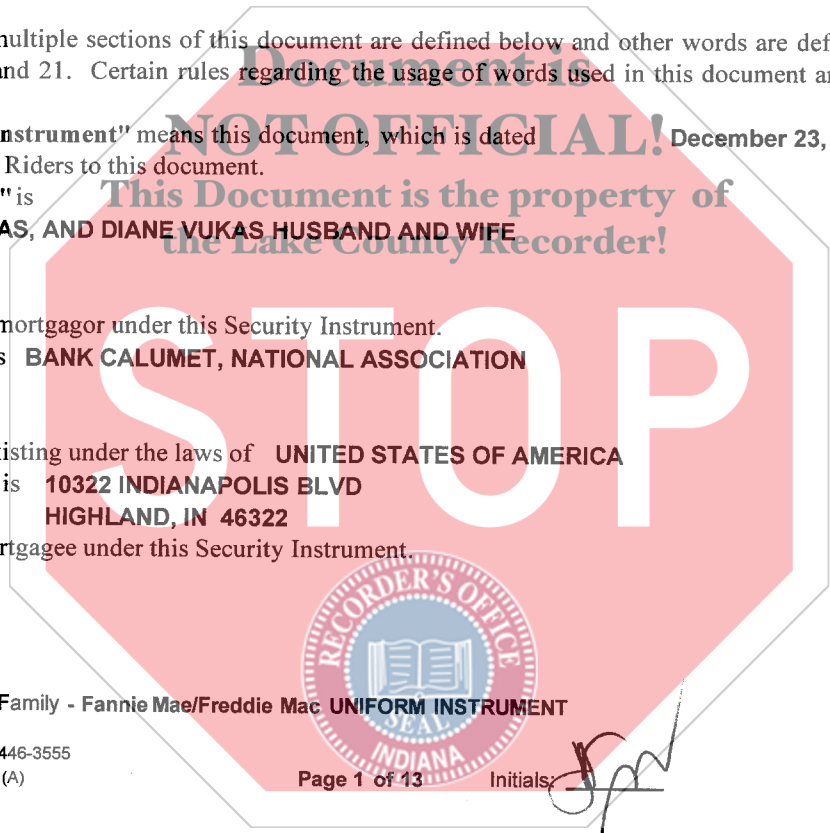 multiple sections of this document are defined below and other words are def
and 21. Certain rules regarding the usage of words used in this document ar
Document is
nstrument" means this document, which is dated December 23,
NOT OFFICIAL!
Riders to this document.
" is
This Document is the property of
AS, AND DIANE VUKAS HUSBAND AND WIFE
the Lake County Recorder!
mortgagor under this Security Instrument.
s BANK CALUMET, NATIONAL ASSOCIATION
STOP
isting under the laws of UNITED STATES OF AMERICA
is 10322 INDIANAPOLIS BLVD
HIGHLAND, IN 46322
rtgagee under this Security Instrument.
RECORDER'S OFFICE
SEAL
INDIANA
Family - Fannie Mae/Freddie Mac UNIFORM INSTRUMENT
446-3555
(A) Page 1 of 13 Initials: